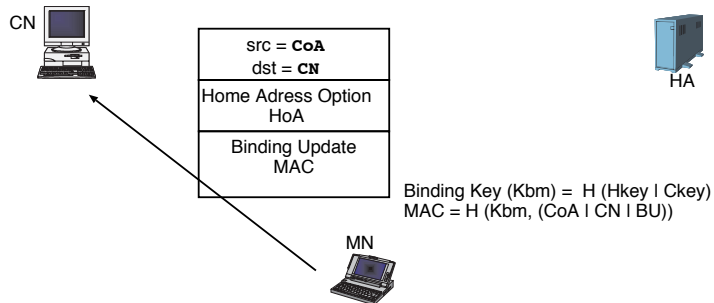 CN
src = CoA
dst = CN
Home Adress Option
HoA
Binding Update
MAC
HA
Binding Key (Kbm) = H (Hkey | Ckey)
MAC = H (Kbm, (CoA | CN | BU))
MN